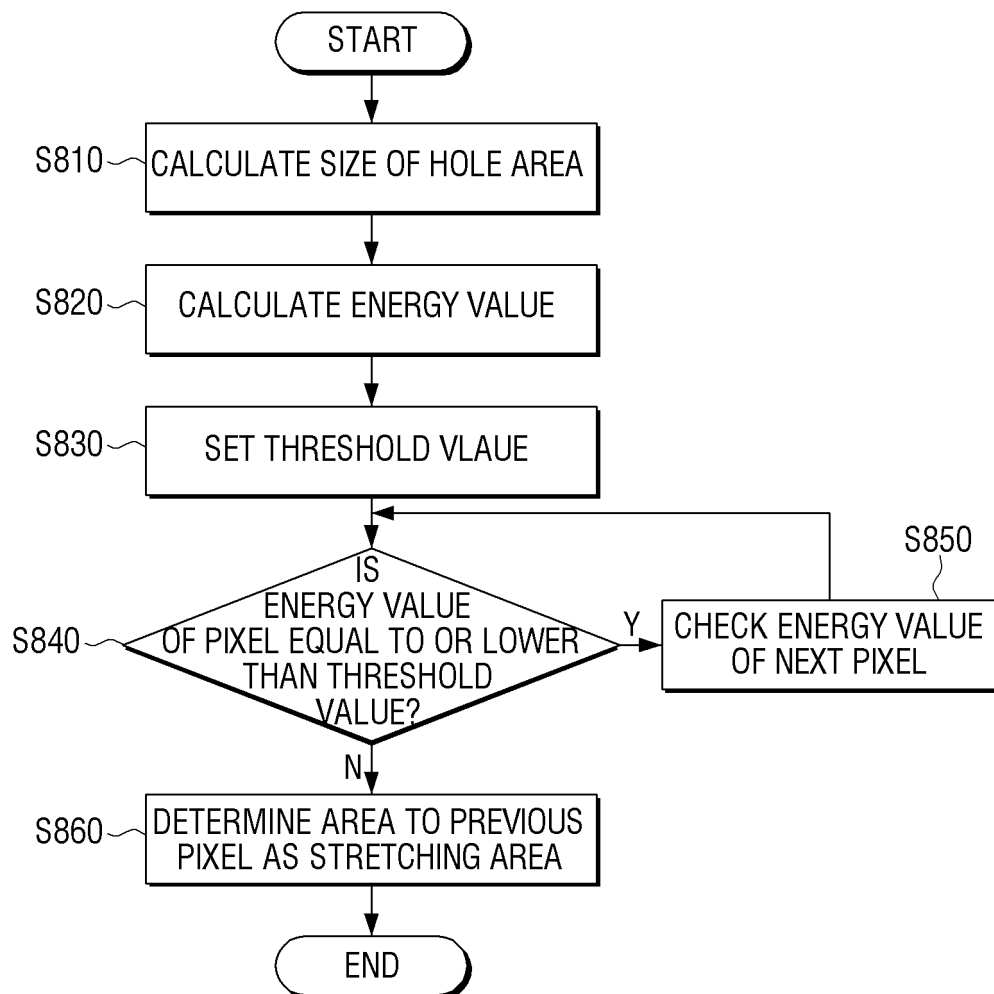 START
S810
CALCULATE SIZE OF HOLE AREA
S820
CALCULATE ENERGY VALUE
S830
SET THRESHOLD VLAUE
S840
IS
ENERGY VALUE
OF PIXEL EQUAL TO OR LOWER
THAN THRESHOLD
VALUE?
Y
S850
CHECK ENERGY VALUE
OF NEXT PIXEL
N
S860
DETERMINE AREA TO PREVIOUS
PIXEL AS STRETCHING AREA
END